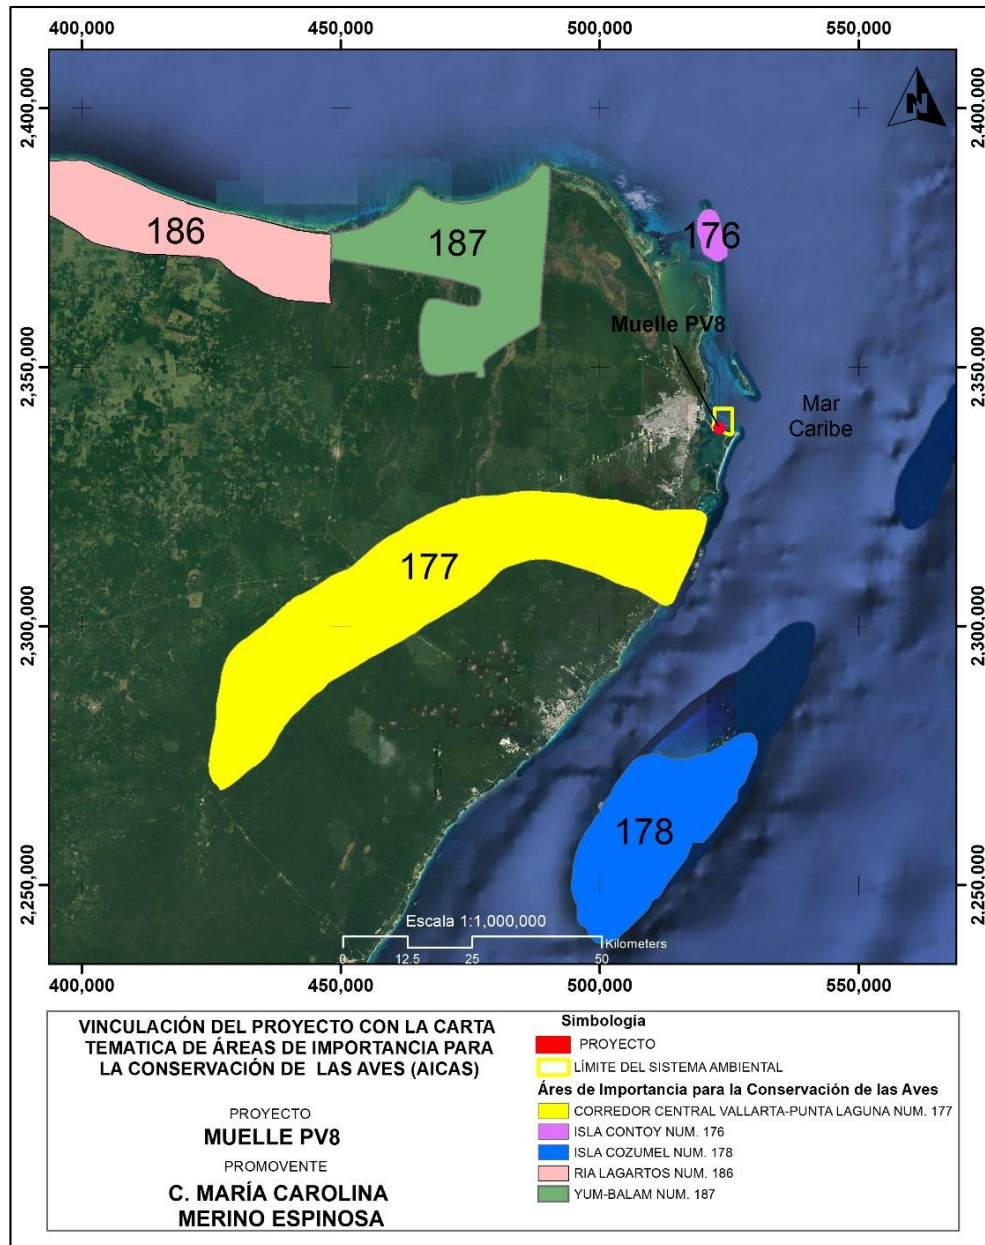 400,000 450,000 500,000 550,000
2,400,000 2,400,000
N
186
187
176
Muelle PV8
2,350,000 2,350,000
Mar
Caribe
177
2,300,000 2,300,000
178
2,250,000 2,250,000
Escala 1:1,000,000
Kilometers
0 12.5 25 50
400,000 450,000 500,000 550,000
VINCULACIÓN DEL PROYECTO CON LA CARTA
TEMATICA DE ÁREAS DE IMPORTANCIA PARA
LA CONSERVACIÓN DE LAS AVES (AICAS)
PROYECTO
MUELLE PV8
PROMOVENTE
C. MARÍA CAROLINA
MERINO ESPINOSA
Simbología
PROYECTO
LÍMITE DEL SISTEMA AMBIENTAL
Áres de Importancia para la Conservación de las Aves
CORREDOR CENTRAL VALLARTA-PUNTA LAGUNA NUM. 177
ISLA CONTOY NUM. 176
ISLA COZUMEL NUM. 178
RIA LAGARTOS NUM. 186
YUM-BALAM NUM. 187